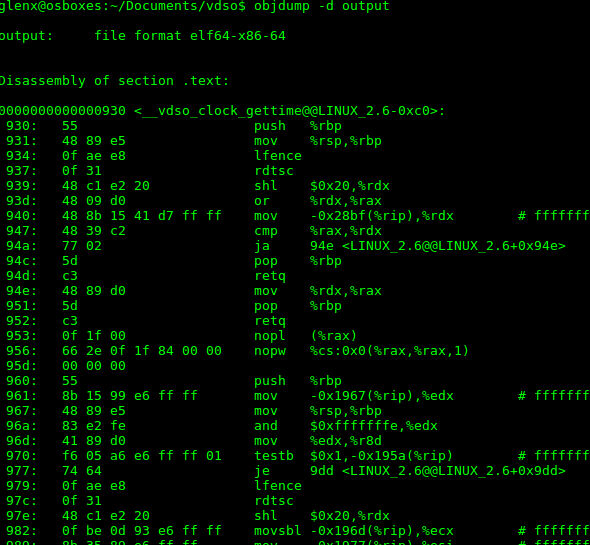 glenx@osboxes:~/Documents/vdso$ objdump -d output
output:     file format elf64-x86-64
Disassembly of section .text:
0000000000000930 <__vdso_clock_gettime@@LINUX_2.6-0xc0>:
930:   55                      push   %rbp
931:   48 89 e5                mov    %rsp,%rbp
934:   0f ae e8                lfence
937:   0f 31                   rdtsc
939:   48 c1 e2 20             shl    $0x20,%rdx
93d:   48 09 d0                or     %rdx,%rax
940:   48 8b 15 41 d7 ff ff    mov    -0x28bf(%rip),%rdx        # fffffff
947:   48 39 c2                cmp    %rax,%rdx
94a:   77 02                   ja     94e <LINUX_2.6@@LINUX_2.6+0x94e>
94c:   5d                      pop    %rbp
94d:   c3                      retq
94e:   48 89 d0                mov    %rdx,%rax
951:   5d                      pop    %rbp
952:   c3                      retq
953:   0f 1f 00                nopl   (%rax)
956:   66 2e 0f 1f 84 00 00    nopw   %cs:0x0(%rax,%rax,1)
95d:   00 00 00
960:   55                      push   %rbp
961:   8b 15 99 e6 ff ff       mov    -0x1967(%rip),%edx        # fffffff
967:   48 89 e5                mov    %rsp,%rbp
96a:   83 e2 fe                and    $0xfffffffe,%edx
96d:   41 89 d0                mov    %edx,%r8d
970:   f6 05 a6 e6 ff ff 01    testb  $0x1,-0x195a(%rip)        # fffffff
977:   74 64                   je     9dd <LINUX_2.6@@LINUX_2.6+0x9dd>
979:   0f ae e8                lfence
97c:   0f 31                   rdtsc
97e:   48 c1 e2 20             shl    $0x20,%rdx
982:   0f be 0d 93 e6 ff ff    movsbl -0x196d(%rip),%ecx        # fffffff